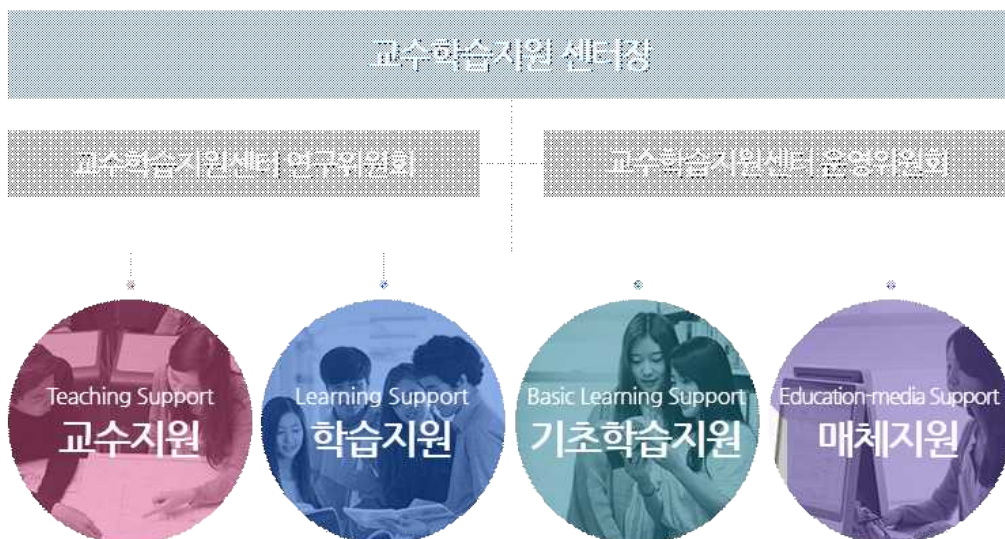 교수학습지원 센터장
교수학습지원센터 연구위원회
교수학습지원센터 운영위원회
Teaching Support
교수지원
Learning Support
학습지원
Basic Learning Support
기초학습지원
Education-media Support
매체지원